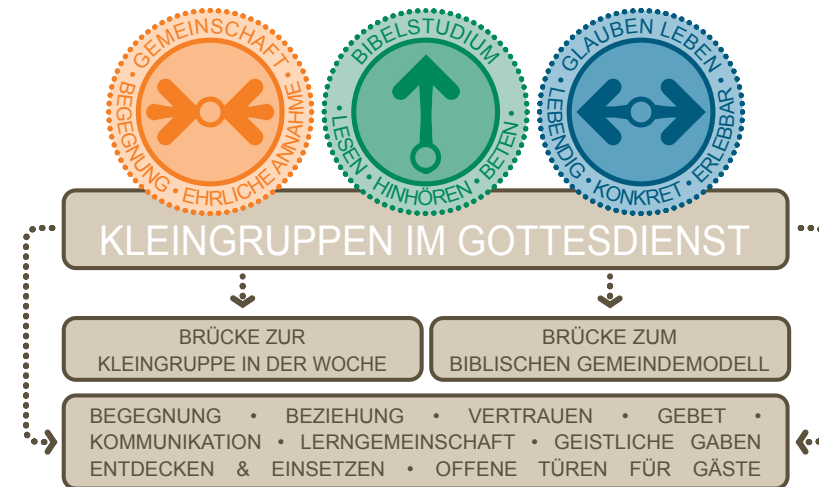 GEMEINSCHAFT • BEGEGNUNG • EHRLICHE ANNAHME •
BIBELSTUDIUM • LESEN • HINHÖREN • BETEN •
GLAUBEN LEBEN • LEBENDIG • KONKRET • ERLEBBAR •
KLEINGRUPPEN IM GOTTESDIENST
BRÜCKE ZUR
KLEINGRUPPE IN DER WOCHE
BRÜCKE ZUM
BIBLISCHEN GEMEINDEMODELL
BEGEGNUNG • BEZIEHUNG • VERTRAUEN • GEBET •
KOMMUNIKATION • LERNGEMEINSCHAFT • GEISTLICHE GABEN
ENTDECKEN & EINSETZEN • OFFENE TÜREN FÜR GÄSTE